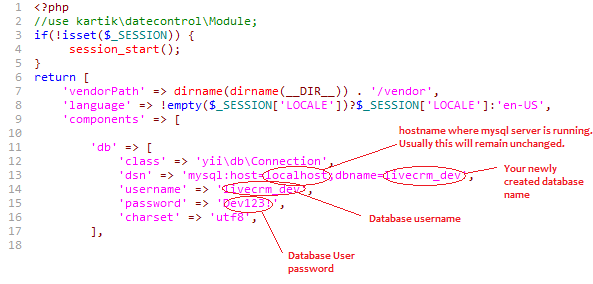 1 <?php
2 //use kartik\datecontrol\Module;
3 if(!isset($_SESSION)) {
4 session_start();
5 }
6 return [
7 'vendorPath' => dirname(dirname(__DIR__)) . '/vendor',
8 'language' => !empty($_SESSION['LOCALE'])?$_SESSION['LOCALE']:'en-US',
9 'components' => [
hostname where mysql server is running.
Usually this will remain unchanged.
10
11 'db' => [
12 'class' => 'yii\db\Connection',
13 'dsn' => 'mysql:host=localhost;dbname=livecrm_dev',
Your newly
created database
name
14 'username' => 'livecrm_dev',
Database username
15 'password' => 'Dev123!',
16 'charset' => 'utf8',
17 ],
18
Database User
password